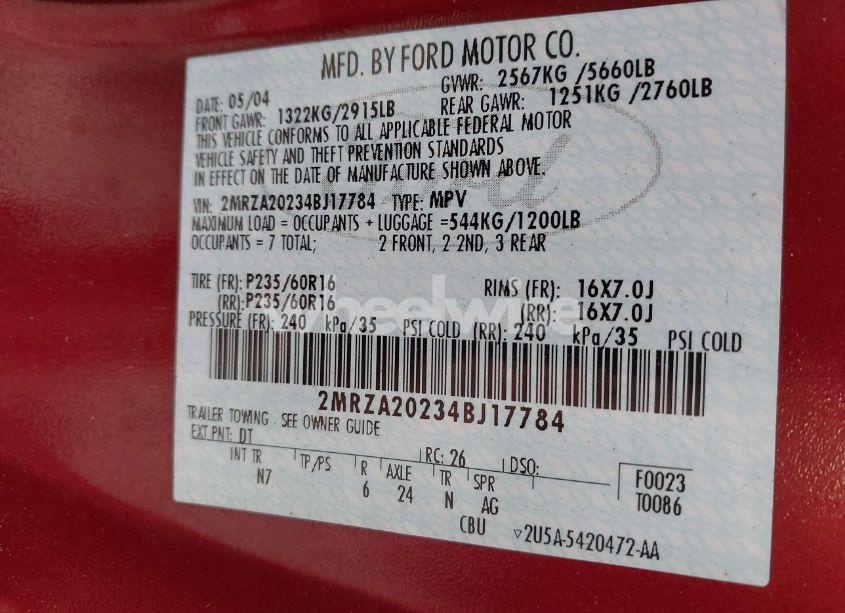 MFD. BY FORD MOTOR CO.
DATE: 05/04 GVWR: 2567KG /5660LB
FRONT GAWR: 1322KG/2915LB REAR GAWR: 1251KG /2760LB
THIS VEHICLE CONFORMS TO ALL APPLICABLE FEDERAL MOTOR
VEHICLE SAFETY AND THEFT PREVENTION STANDARDS
IN EFFECT ON THE DATE OF MANUFACTURE SHOWN ABOVE.
Ford
VIN: 2MRZA20234BJ17784 TYPE: MPV
MAXIMUM LOAD = OCCUPANTS + LUGGAGE =544KG/1200LB
OCCUPANTS = 7 TOTAL; 2 FRONT, 2 2ND, 3 REAR
TIRE (FR): P235/60R16 RIMS (FR): 16X7.0J
(RR): P235/60R16 (RR): 16X7.0J
PRESSURE (FR): 240 kPa/35 PSI COLD (RR): 240 kPa/35 PSI COLD
wheelwire
2MRZA20234BJ17784
TRAILER TOWING - SEE OWNER GUIDE
EXT PNT: DT RC: 26 DSO:
INT TR TP/PS R AXLE TR SPR F0023
N7 6 24 N AG T0086
CBU ▽2U5A-5420472-AA